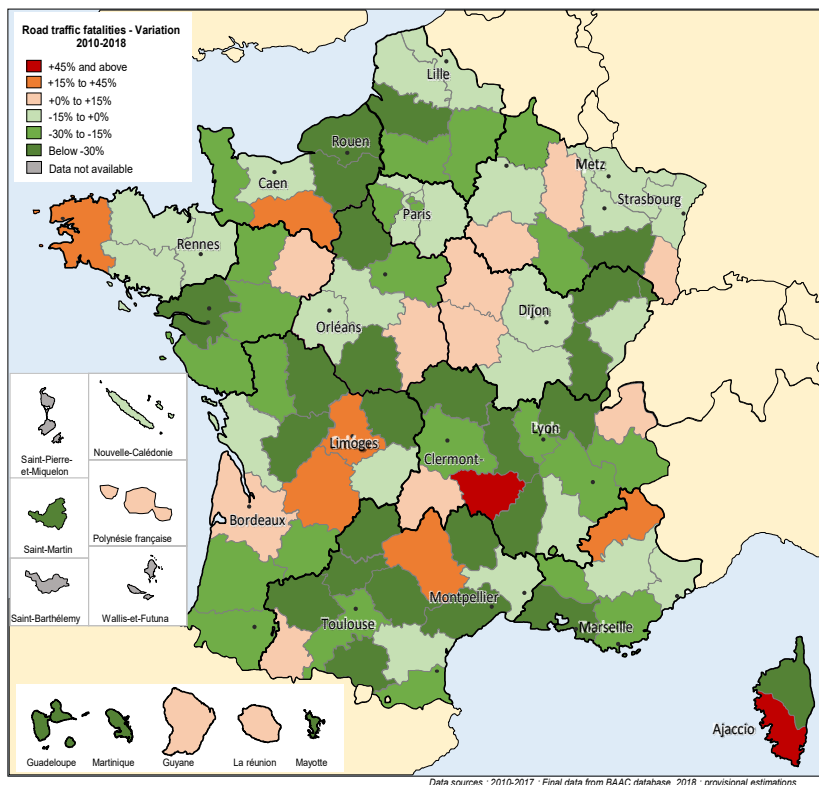 Road traffic fatalities - Variation
2010-2018
+45% and above
+15% to +45%
+0% to +15%
-15% to +0%
-30% to -15%
Below -30%
Data not available
Lille
Rouen
Caen
Metz
Strasbourg
Paris
Rennes
Orléans
Dijon
Limoges
Clermont-
Lyon
Bordeaux
Montpellier
Toulouse
Marseille
Ajaccio
Saint-Pierre-
et-Miquelon
Nouvelle-Calédonie
Saint-Martin
Polynésie française
Saint-Barthélemy
Wallis-et-Futuna
Guadeloupe
Martinique
Guyane
La réunion
Mayotte
Data sources : 2010-2017 : Final data from BAAC database, 2018 : provisional estimations